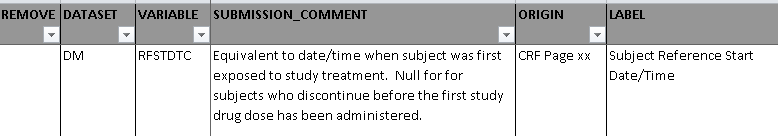 REMOVE DATASET VARIABLE SUBMISSION_COMMENT ORIGIN LABEL
DM RFSTDTC Equivalent to date/time when subject was first CRF Page xx Subject Reference Start
exposed to study treatment. Null for for Date/Time
subjects who discontinue before the first study
drug dose has been administered.